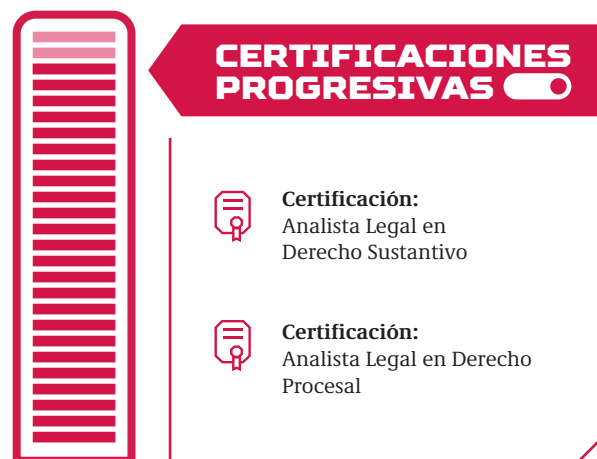 CERTIFICACIONES
PROGRESIVAS
Certificación:
Analista Legal en
Derecho Sustantivo
Certificación:
Analista Legal en Derecho
Procesal